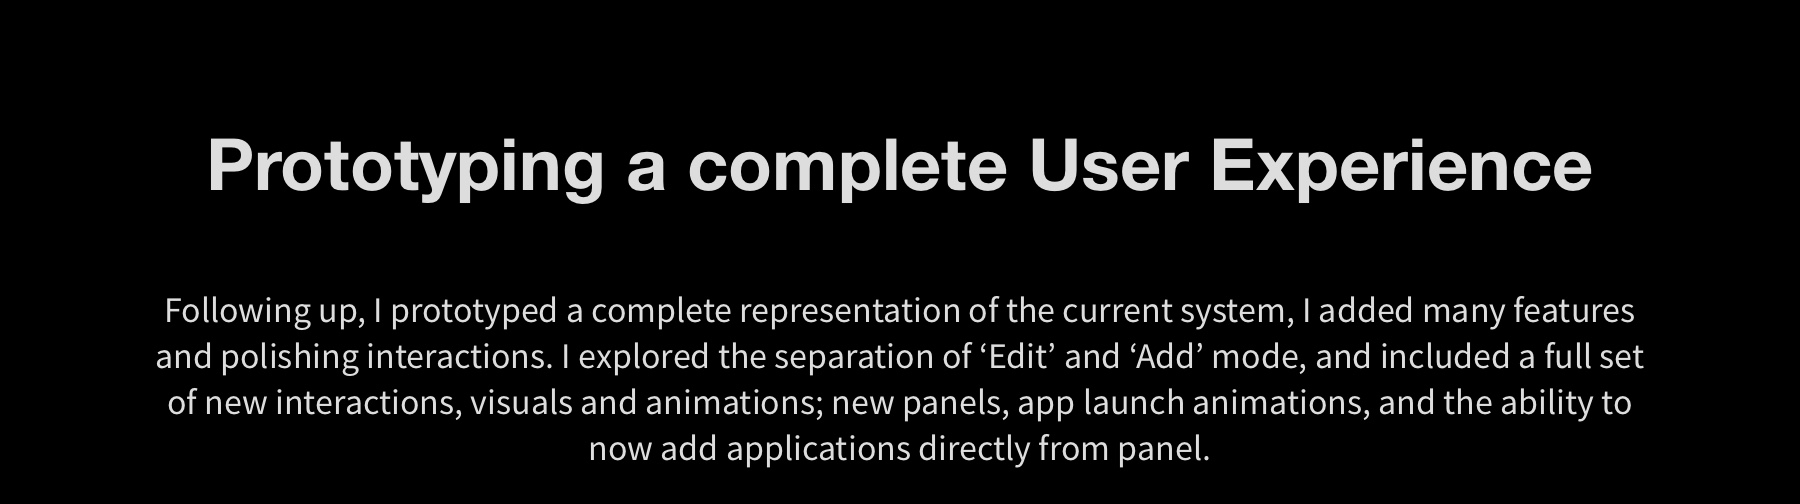 Prototyping a complete User Experience
Following up, I prototyped a complete representation of the current system, I added many features
and polishing interactions. I explored the separation of ‘Edit’ and ‘Add’ mode, and included a full set
of new interactions, visuals and animations; new panels, app launch animations, and the ability to
now add applications directly from panel.